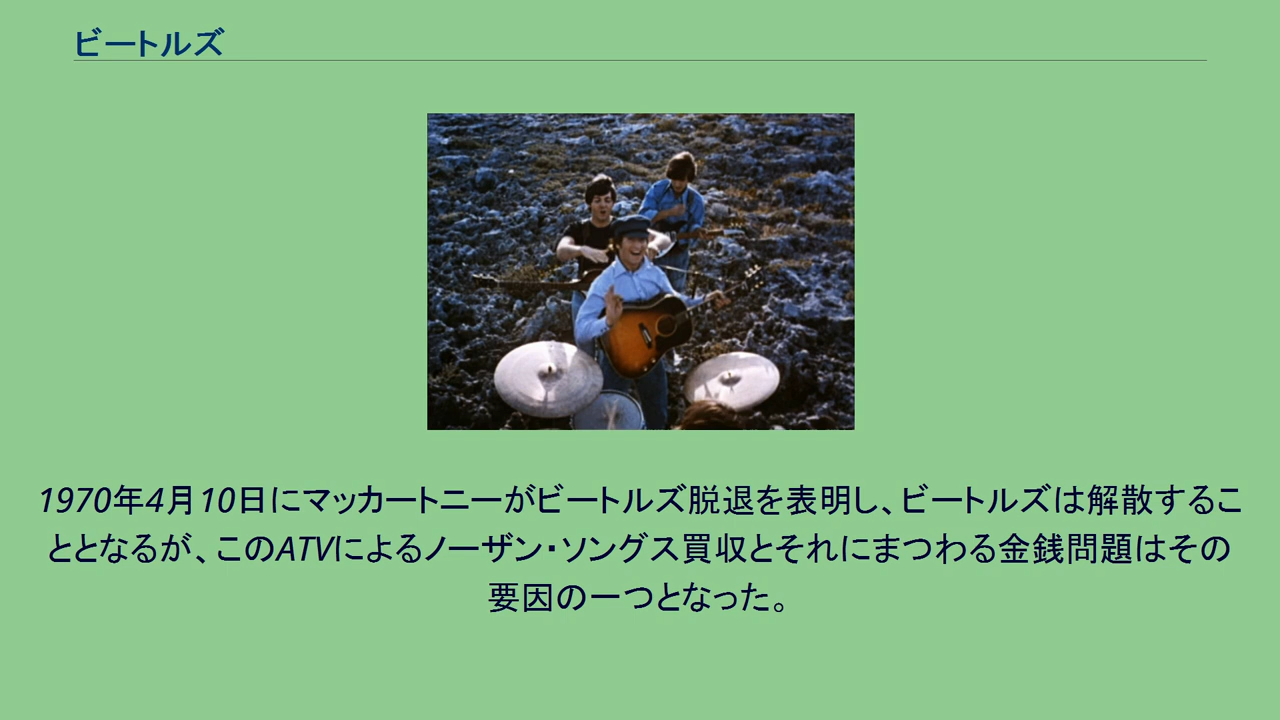 ビートルズ
1970年4月10日にマッカートニーがビートルズ脱退を表明し、ビートルズは解散するこ
ととなるが、このATVによるノーザン・ソングス買収とそれにまつわる金銭問題はその
要因の一つとなった。